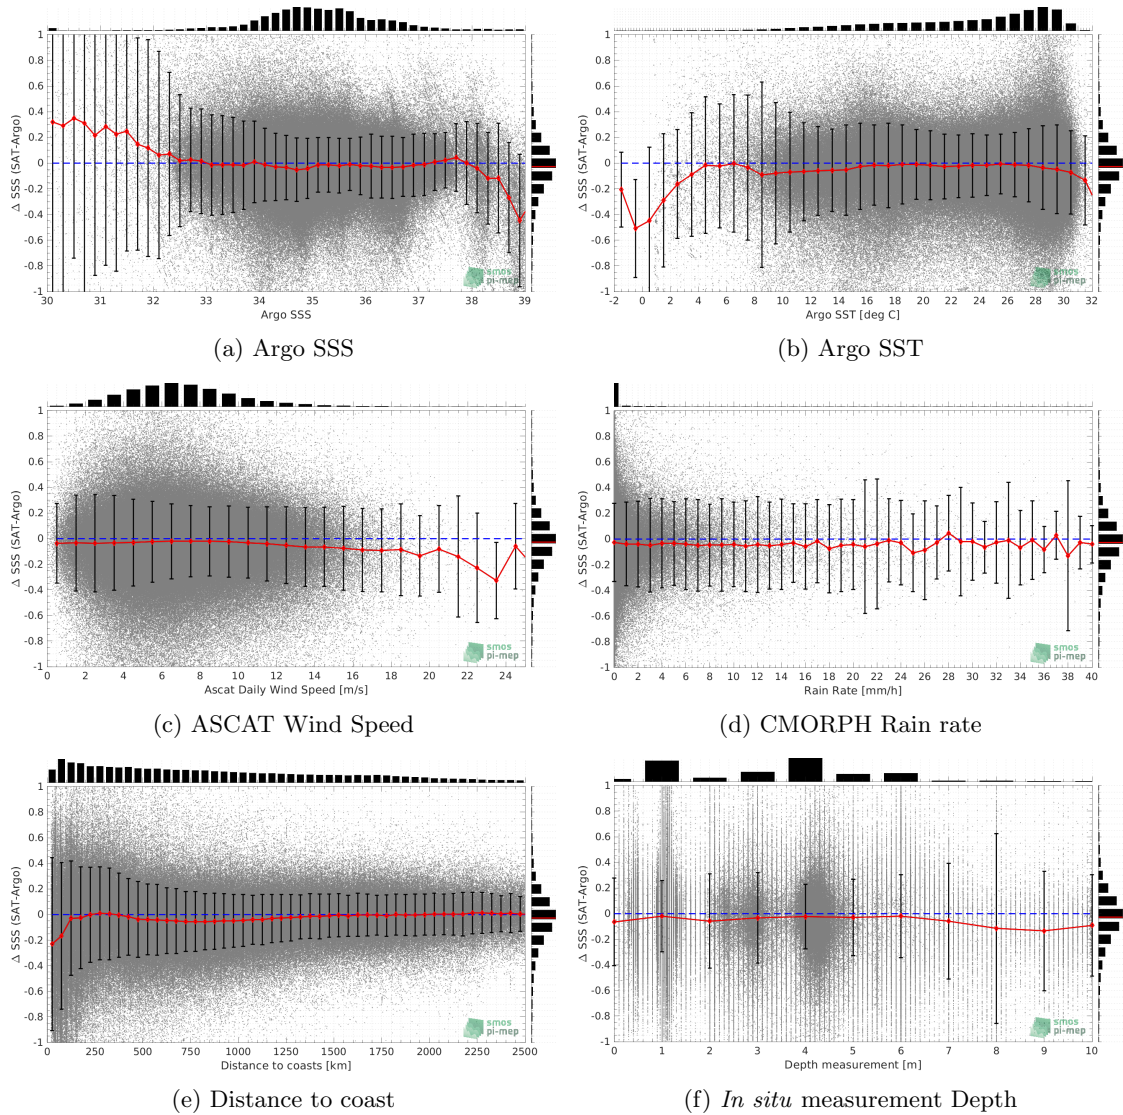 1
0.8
0.6
0.4
0.2
0
-0.2
-0.4
-0.6
-0.8
-1
Δ SSS (SAT-Argo)
30 31 32 33 34 35 36 37 38 39
Argo SSS
smos
pi-mep
(a) Argo SSS
1
0.8
0.6
0.4
0.2
0
-0.2
-0.4
-0.6
-0.8
-1
Δ SSS (SAT-Argo)
-2 0 2 4 6 8 10 12 14 16 18 20 22 24 26 28 30 32
Argo SST [deg C]
smos
pi-mep
(b) Argo SST
1
0.8
0.6
0.4
0.2
0
-0.2
-0.4
-0.6
-0.8
-1
Δ SSS (SAT-Argo)
0 2 4 6 8 10 12 14 16 18 20 22 24
Ascat Daily Wind Speed [m/s]
smos
pi-mep
(c) ASCAT Wind Speed
1
0.8
0.6
0.4
0.2
0
-0.2
-0.4
-0.6
-0.8
-1
Δ SSS (SAT-Argo)
0 2 4 6 8 10 12 14 16 18 20 22 24 26 28 30 32 34 36 38 40
Rain Rate [mm/h]
smos
pi-mep
(d) CMORPH Rain rate
1
0.8
0.6
0.4
0.2
0
-0.2
-0.4
-0.6
-0.8
-1
Δ SSS (SAT-Argo)
0 250 500 750 1000 1250 1500 1750 2000 2250 2500
Distance to coasts [km]
smos
pi-mep
(e) Distance to coast
1
0.8
0.6
0.4
0.2
0
-0.2
-0.4
-0.6
-0.8
-1
Δ SSS (SAT-Argo)
0 1 2 3 4 5 6 7 8 9 10
Depth measurement [m]
smos
pi-mep
(f) In situ measurement Depth